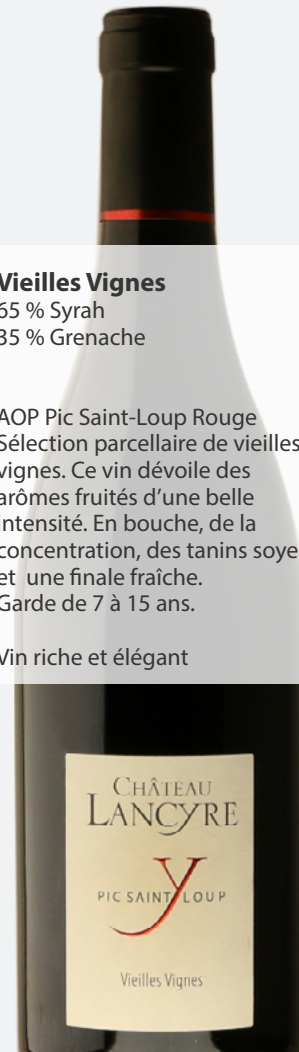 Vieilles Vignes
65 % Syrah
35 % Grenache
AOP Pic Saint-Loup Rouge
Sélection parcellaire de vieilles
vignes. Ce vin dévoile des
arômes fruités d’une belle
intensité. En bouche, de la
concentration, des tanins soye
et une finale fraîche.
Garde de 7 à 15 ans.
Vin riche et élégant
CHÂTEAU
LANCYRE
y
PIC SAINT LOUP
Vieilles Vignes